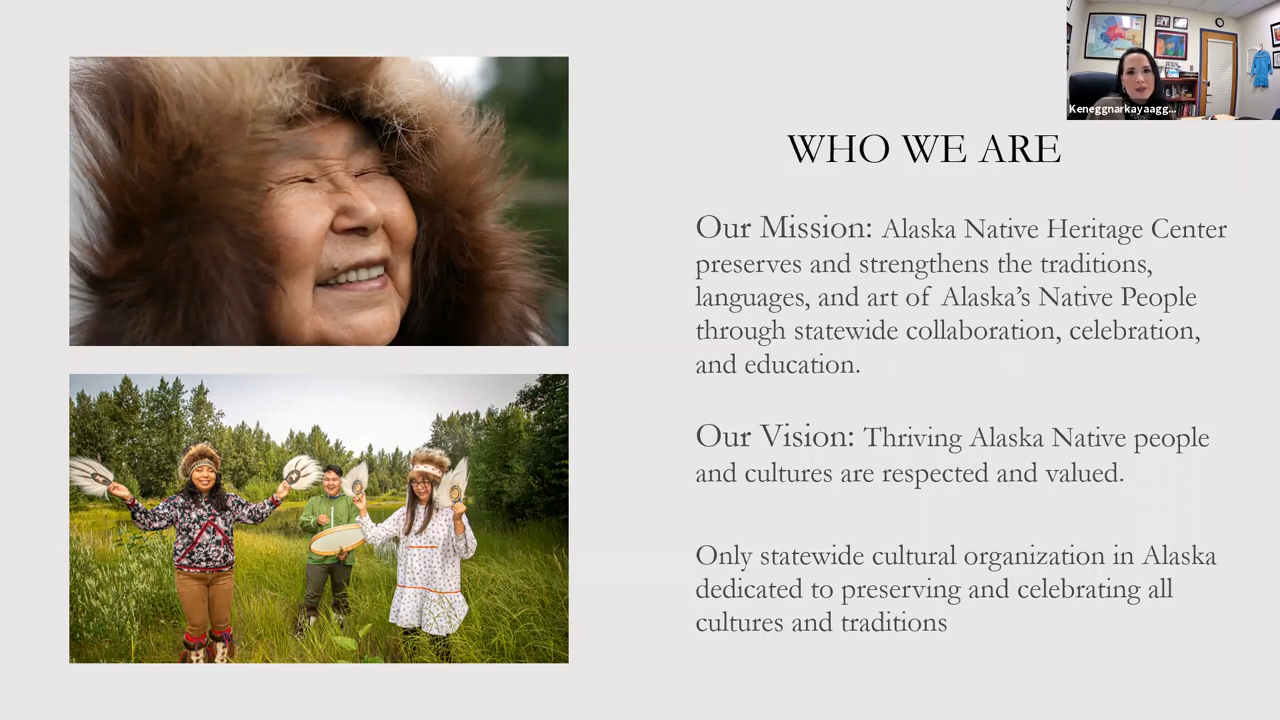 Keneggnarkayaagg...
WHO WE ARE
Our Mission: Alaska Native Heritage Center
preserves and strengthens the traditions,
languages, and art of Alaska's Native People
through statewide collaboration, celebration,
and education.
Our Vision: Thriving Alaska Native people
and cultures are respected and valued.
Only statewide cultural organization in Alaska
dedicated to preserving and celebrating all
cultures and traditions